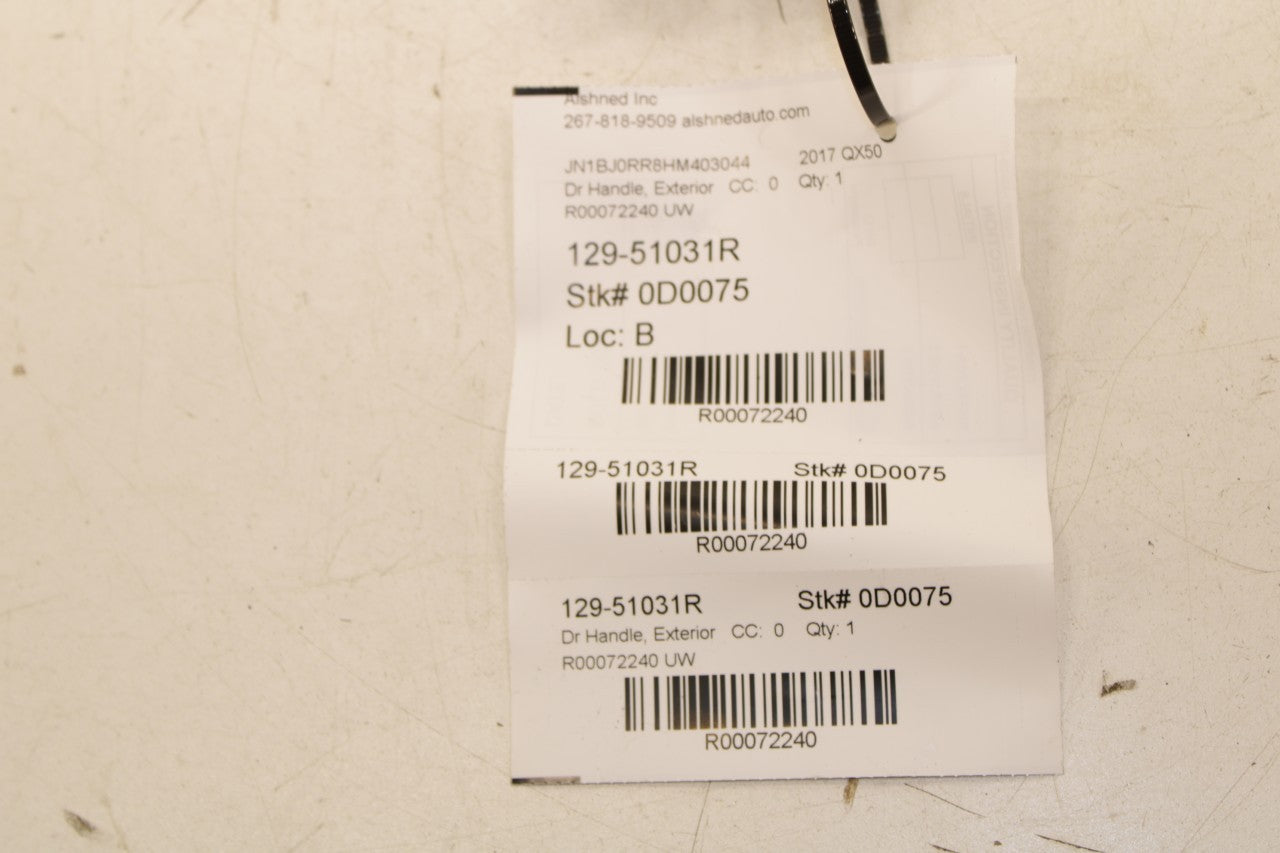 Alshned Inc
267-818-9509 alshnedauto.com
JN1BJ0RR8HM403044 2017 QX50
Dr Handle, Exterior CC: 0 Qty: 1
R00072240 UW
129-51031R
Stk# 0D0075
Loc: B
R00072240
129-51031R Stk# 0D0075
R00072240
129-51031R Stk# 0D0075
Dr Handle, Exterior CC: 0 Qty: 1
R00072240 UW
R00072240